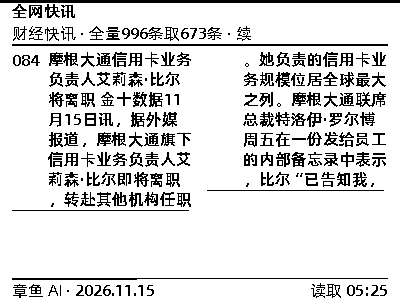 全网快讯
财经快讯 · 全量996条取673条 · 续
084 摩根大通信用卡业务
负责人艾莉森·比尔
将离职 金十数据11
月15日讯，据外媒
报道，摩根大通旗下
信用卡业务负责人艾
莉森·比尔即将离职
，转赴其他机构任职
。她负责的信用卡业
务规模位居全球最大
之列。摩根大通联席
总裁特洛伊·罗尔博
周五在一份发给员工
的内部备忘录中表示
，比尔“已告知我，
章鱼 AI · 2026.11.15
读取 05:25